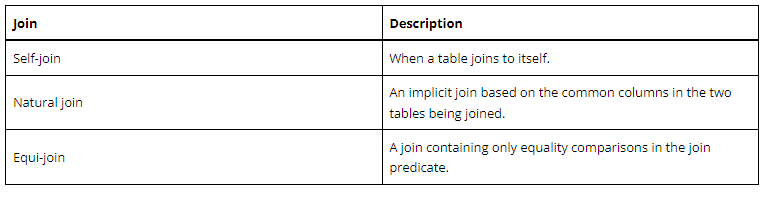 Join Description
Self-join When a table joins to itself.
Natural join An implicit join based on the common columns in the two
tables being joined.
Equi-join A join containing only equality comparisons in the join
predicate.